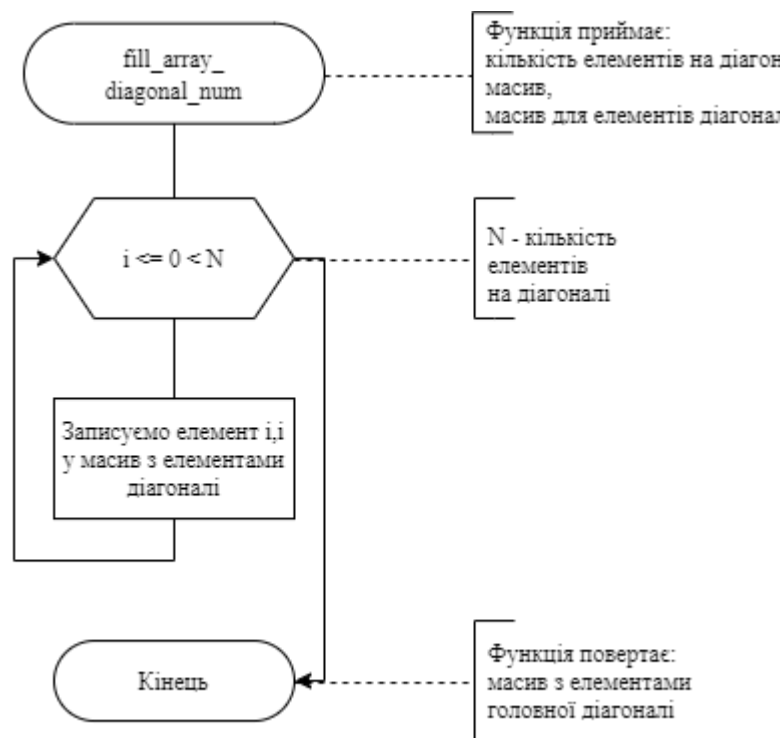 fill_array_
diagonal_num
Функція приймає:
кількість елементів на діагон
масив,
масив для елементів діагонал
i <= 0 < N
N - кількість
елементів
на діагоналі
Записуємо елемент i,i
у масив з елементами
діагоналі
Кінець
Функція повертає:
масив з елементами
головної діагоналі